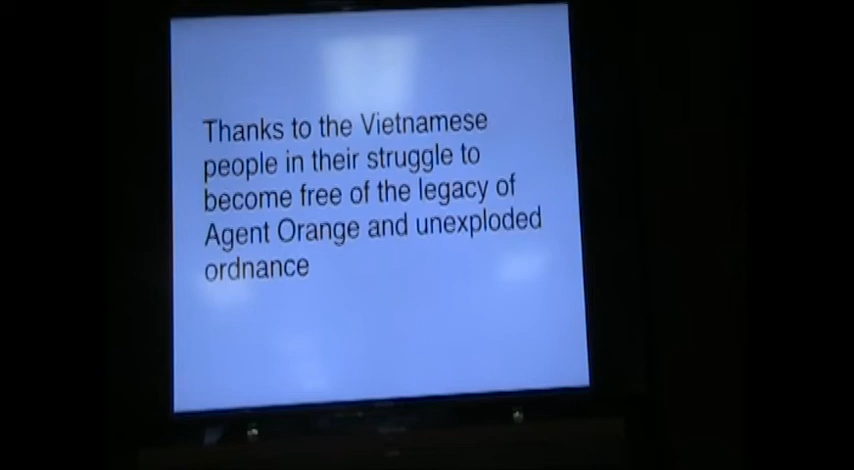 Thanks to the Vietnamese
people in their struggle to
become free of the legacy of
Agent Orange and unexploded
ordnance